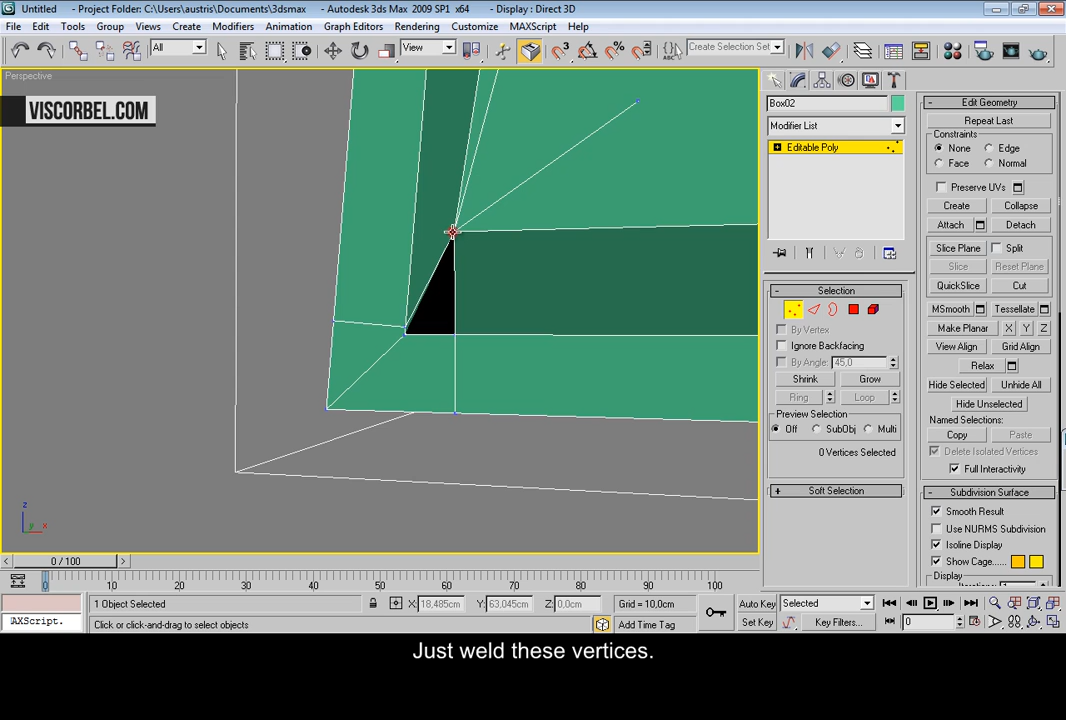 Untitled - Project Folder: C:\Users\austris\Documents\3dsmax - Autodesk 3ds Max 2009 SP1 x64 - Display : Direct 3D
File Edit Tools Group Views Create Modifiers Animation Graph Editors Rendering Customize MAXScript Help
All View Create Selection Set
Perspective
VISCORBEL.COM
Box02
Modifier List
Editable Poly
Selection
By Vertex
Ignore Backfacing
By Angle: 45,0
Shrink Grow
Ring Loop
Preview Selection
Off SubObj Multi
0 Vertices Selected
Soft Selection
Edit Geometry
Repeat Last
Constraints
None Edge
Face Normal
Preserve UVs
Create Collapse
Attach Detach
Slice Plane Split
Slice Reset Plane
QuickSlice Cut
MSmooth Tessellate
Make Planar X Y Z
View Align Grid Align
Relax
Hide Selected Unhide All
Hide Unselected
Named Selections:
Copy Paste
Delete Isolated Vertices
Full Interactivity
Subdivision Surface
Smooth Result
Use NURMS Subdivision
Isoline Display
Show Cage......
Display
z
y x
0 / 100
0 10 20 30 40 50 60 70 80 90 100
1 Object Selected X: 18,485cm Y: 63,045cm Z: 0,0cm Grid = 10,0cm Auto Key Selected
AXScript. Click or click-and-drag to select objects Add Time Tag Set Key Key Filters... 0
Just weld these vertices.